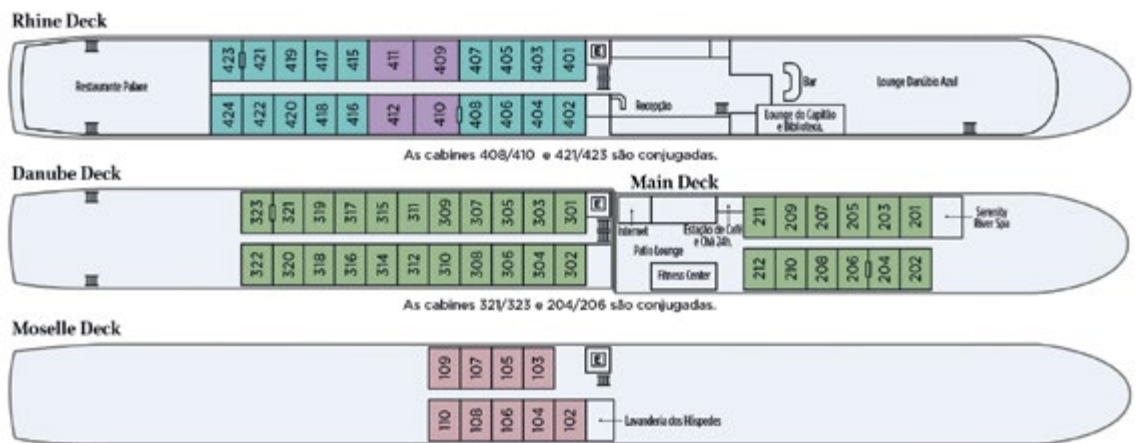 Rhine Deck
423 421 419 417 415 411 409 407 405 403 401
E
Restaurante Palace
Recepção
Bar
Lounge Danúbio Azul
424 422 420 418 416 412 410 408 406 404 402
Lounge do Capitão
e Biblioteca.
As cabines 408/410 e 421/423 são conjugadas.
Danube Deck
Main Deck
323 321 319 317 315 311 309 307 305 303 301
E
Internet
Estação de Café
e Chá 24h.
211 209 207 205 203 201
Serenity
River Spa
Patio Lounge
Fitness Center
322 320 318 316 314 312 310 308 306 304 302
212 210 208 206 204 202
As cabines 321/323 e 204/206 são conjugadas.
Moselle Deck
109 107 105 103
E
110 108 106 104 102
Lavanderia dos Hóspedes